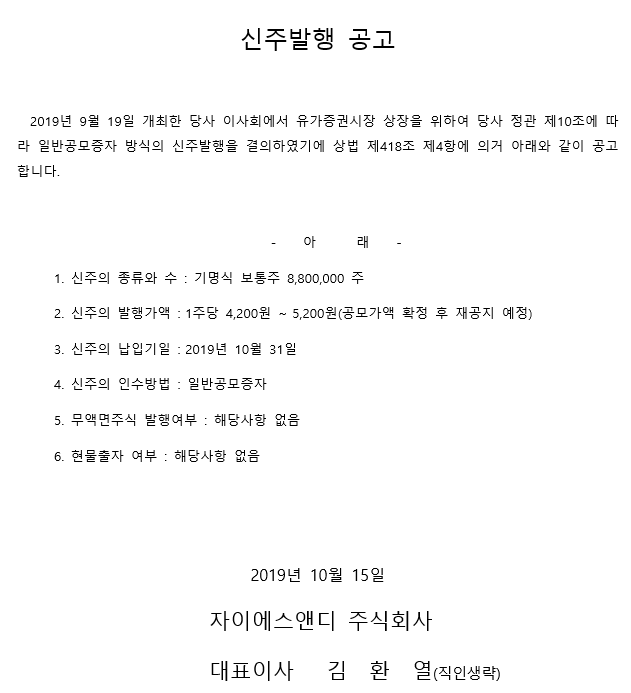 신주발행 공고
2019년 9월 19일 개최한 당사 이사회에서 유가증권시장 상장을 위하여 당사 정관 제10조에 따
라 일반공모증자 방식의 신주발행을 결의하였기에 상법 제418조 제4항에 의거 아래와 같이 공고
합니다.
- 아 래 -
1. 신주의 종류와 수 : 기명식 보통주 8,800,000 주
2. 신주의 발행가액 : 1주당 4,200원 ~ 5,200원(공모가액 확정 후 재공지 예정)
3. 신주의 납입기일 : 2019년 10월 31일
4. 신주의 인수방법 : 일반공모증자
5. 무액면주식 발행여부 : 해당사항 없음
6. 현물출자 여부 : 해당사항 없음
2019년 10월 15일
자이에스앤디 주식회사
대표이사 김 환 열(직인생략)